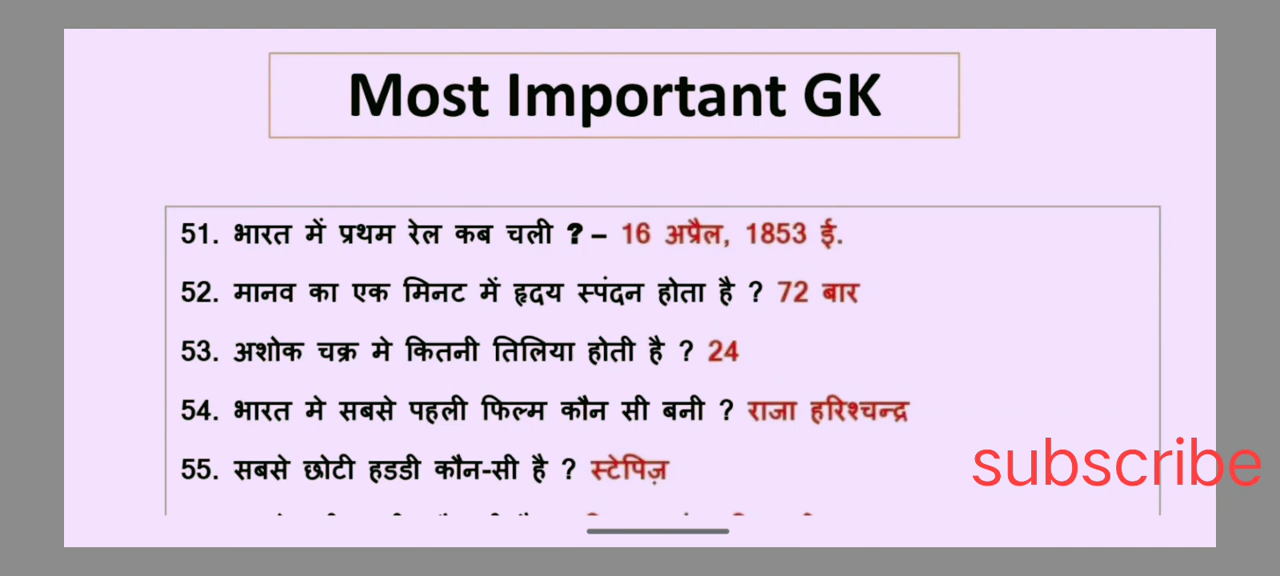 Most Important GK
51. भारत में प्रथम रेल कब चली ? – 16 अप्रैल, 1853 ई.
52. मानव का एक मिनट में हृदय स्पंदन होता है ? 72 बार
53. अशोक चक्र मे कितनी तिलिया होती है ? 24
54. भारत मे सबसे पहली फिल्म कौन सी बनी ? राजा हरिश्चन्द्र
55. सबसे छोटी हडडी कौन-सी है ? स्टेपिज़
subscribe